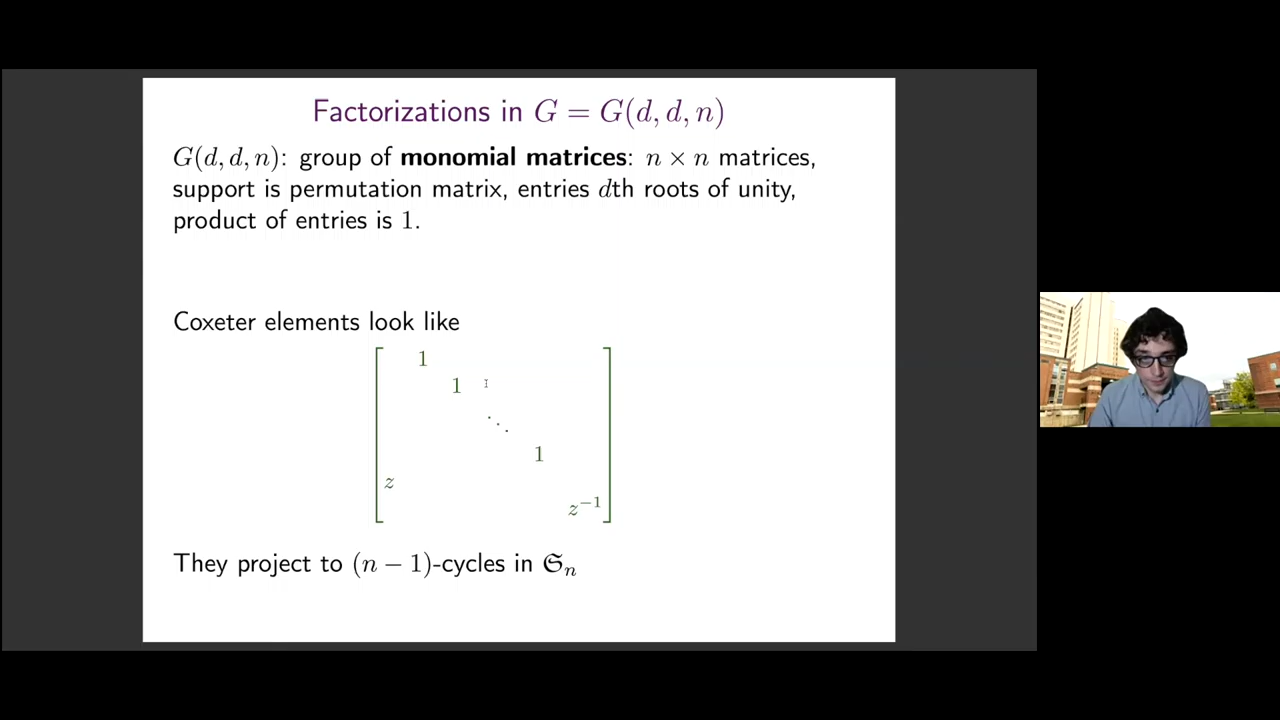 Factorizations in G = G(d, d, n)
G(d, d, n): group of monomial matrices: n × n matrices,
support is permutation matrix, entries dth roots of unity,
product of entries is 1.
Coxeter elements look like
1
1
⋱
1
z
z⁻¹
They project to (n − 1)-cycles in 𝔖ₙ